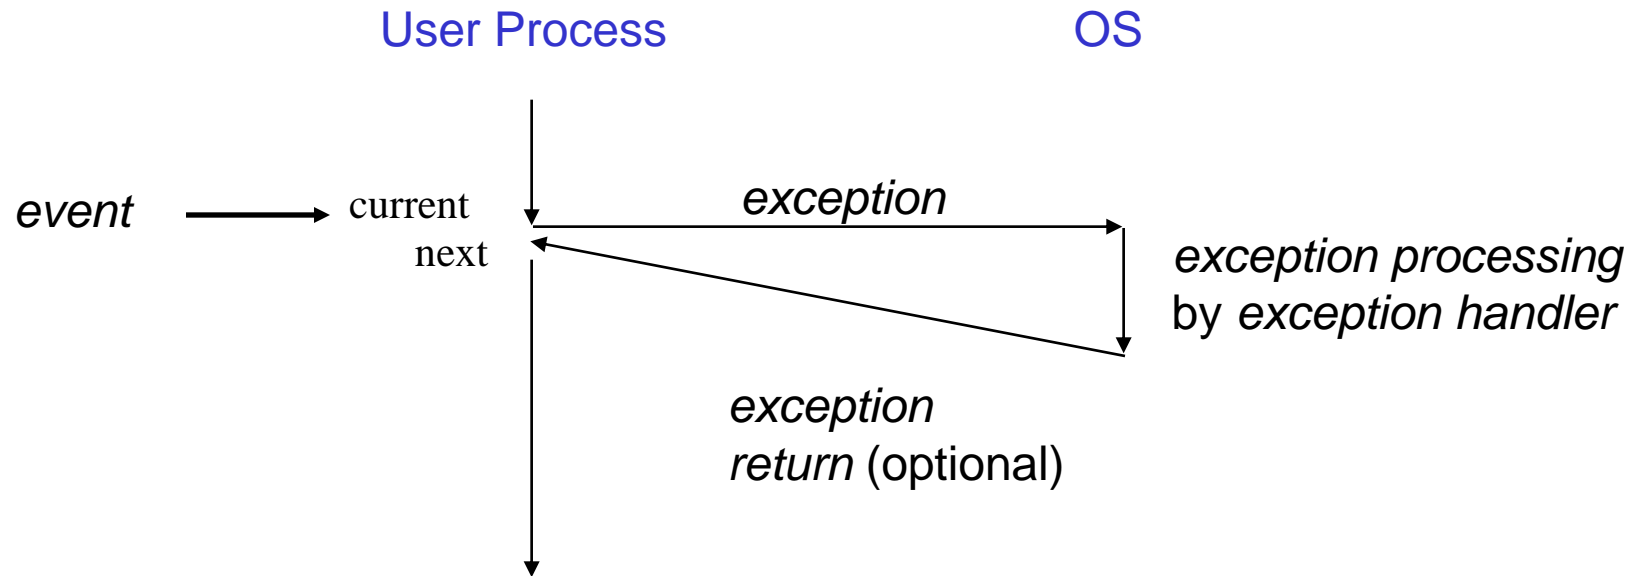 User Process
OS
event
current
exception
next
exception processing
by exception handler
exception
return (optional)